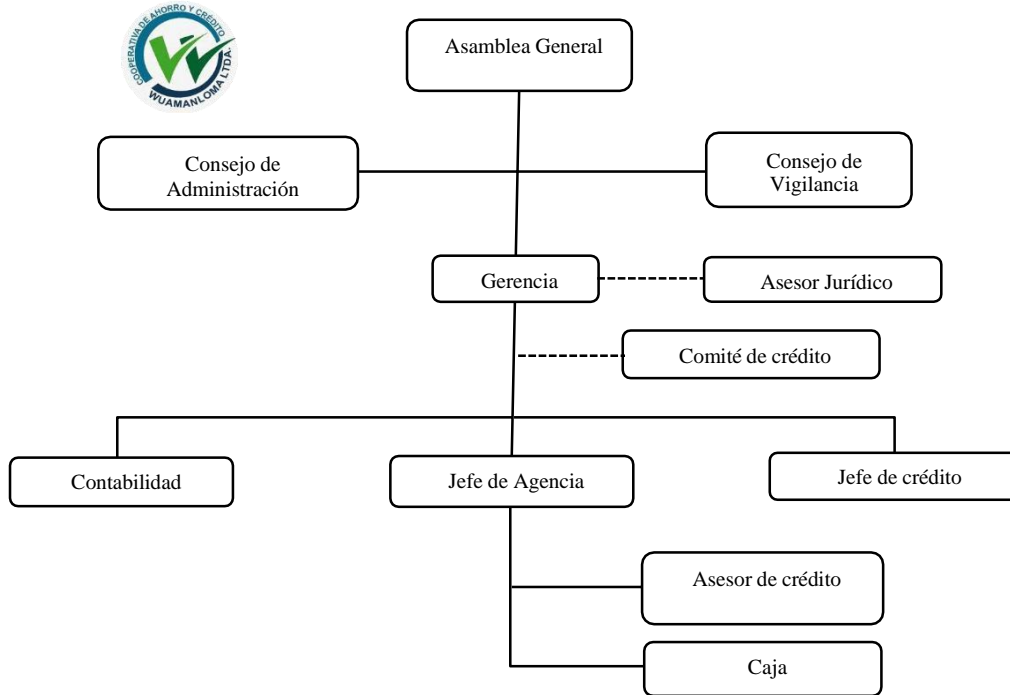 COOPERATIVA DE AHORRO Y CRÉDITO
WUAMANLOMA LTDA.
Asamblea General
Consejo de
Administración
Consejo de
Vigilancia
Gerencia
Asesor Jurídico
Comité de crédito
Contabilidad
Jefe de Agencia
Jefe de crédito
Asesor de crédito
Caja